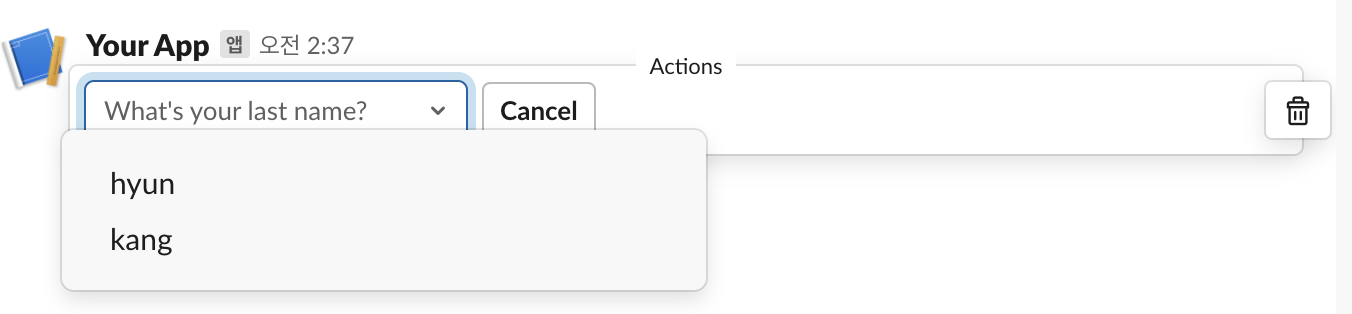 Your App 앱 오전 2:37
Actions
What's your last name? Cancel
hyun
kang